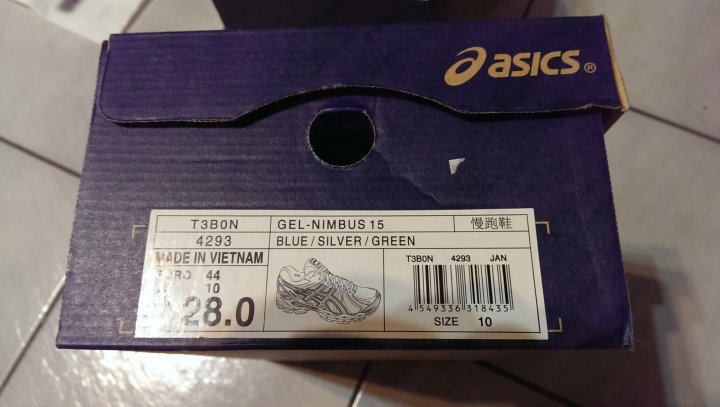 asics®
T3B0N GEL-NIMBUS 15 慢跑鞋
4293 BLUE / SILVER / GREEN
MADE IN VIETNAM
EURO 44
10
28.0
T3B0N 4293 JAN
4 549336 318435
SIZE 10